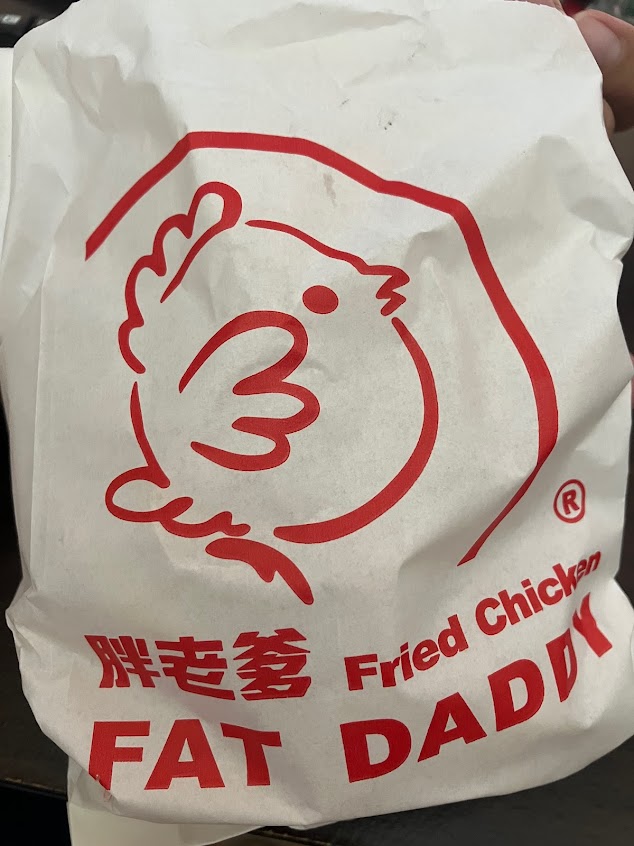 ®
胖老爹 Fried Chicken
FAT DADDY